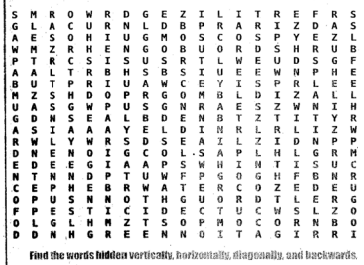 S M R O W R D G E Z I L I T R E F R S
G L A C U R N L D B P R A R I Z D A S
A E S O H I U G M O S C O S P Y E Z L
W M Z R H E N G O B U O R D S H R U B
P T R C S I S U S R T L W E U D S G F
A A L T R B H S B S I U E E W N P H E
B U T P R I U A W C E Y I S P R L E E
M Z S H D O P R G O M B L D I Z A L L
U A S G W P U S G N R A E S Z W N I F
G D N S E A L B D E N B T Z T I T Y R
A S I A A A Y E L D I N R L R L I Z W
R W L Y W R S D S E A I L Z I D N P P
D N E N O I G C O L S A P L H L G R M
E D E E G I A A P S W H I N T I S U C
N T N N D P T U W F P G O G H F B N R
C E P H E B R W A T E R C O Z E D E U
O P U S N N O T H G U O R D T L E R G
F P E S T I C I D E C T U C W S L Z O
O L G L H M Z T S O P M O C O R N B O
D D N H G R E E N N O I T A G I R R I
Find the words hidden vertically, horizontally, diagonally, and backwards.